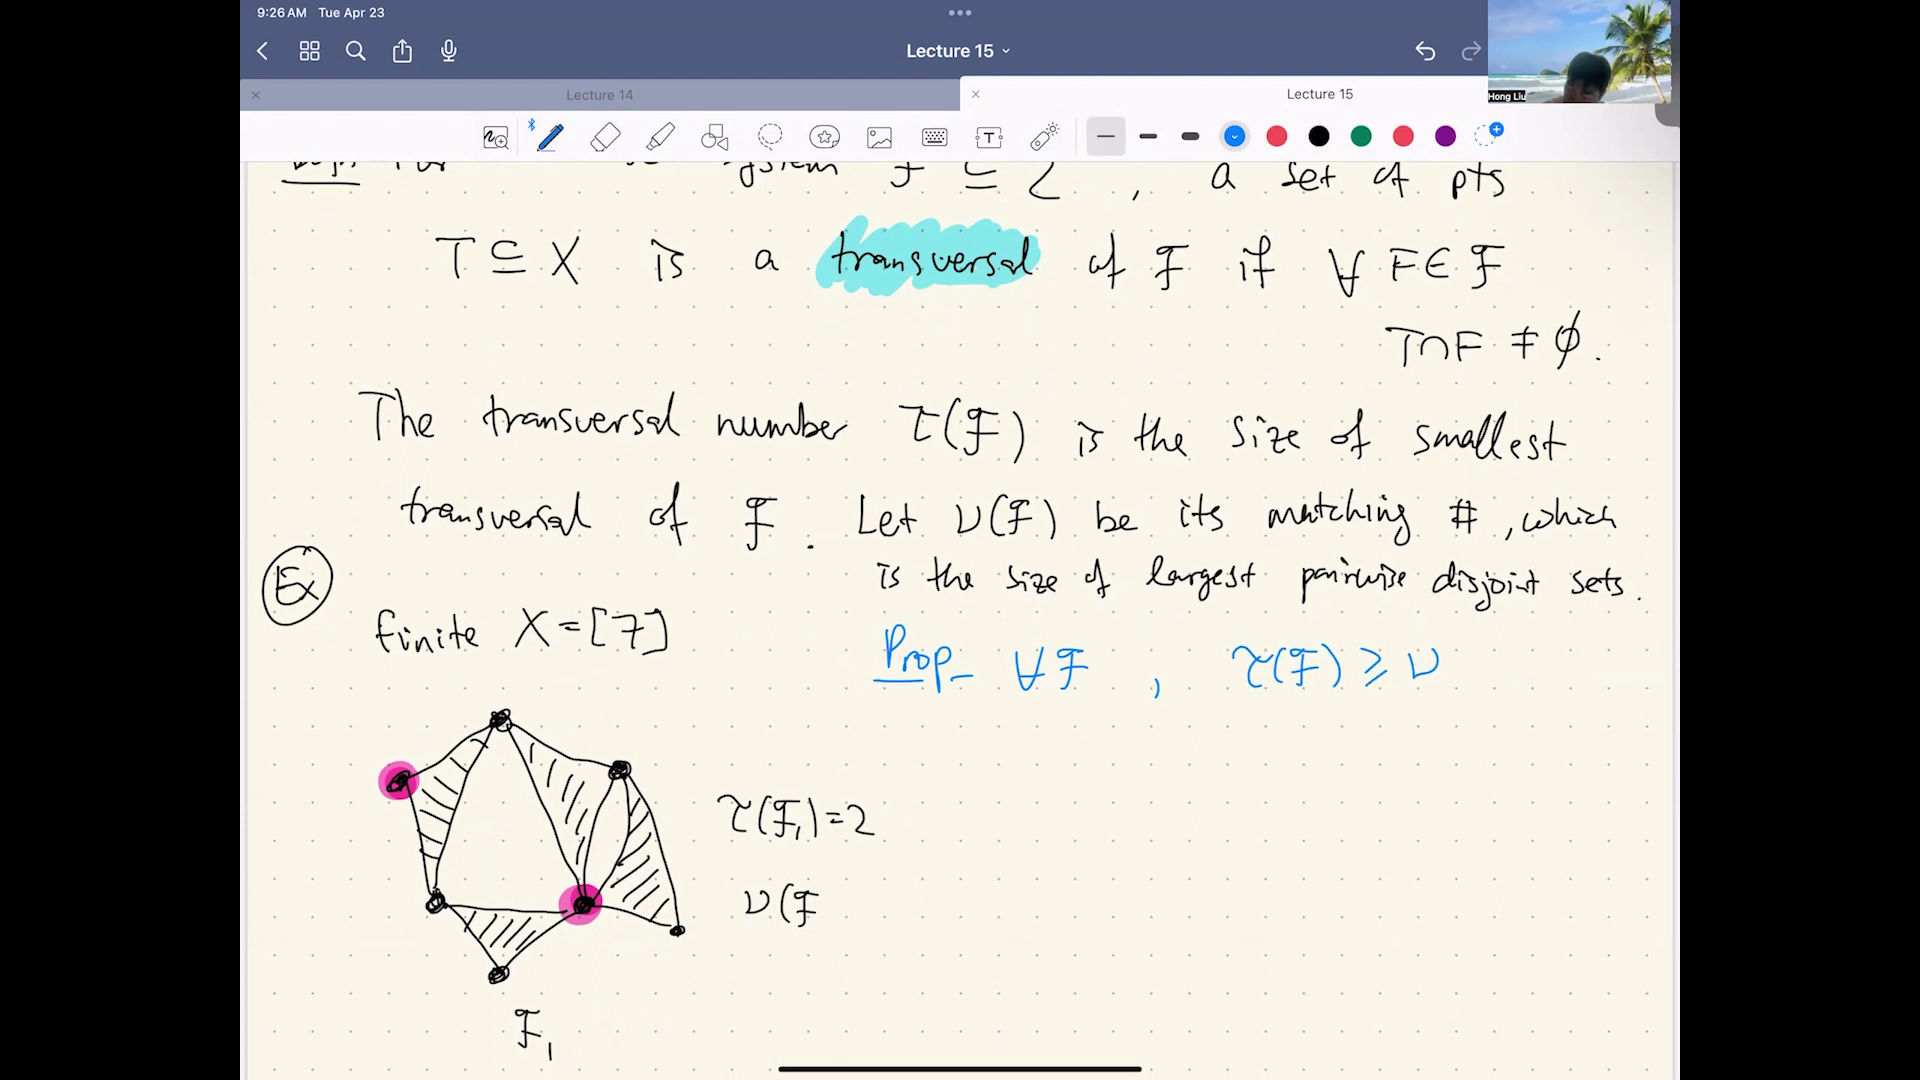 9:26 AM Tue Apr 23
Lecture 15
Lecture 14
Lecture 15
Hong Liu
system F ⊆ 2 , a set of pts
T ⊆ X is a transversal of F if ∀ F ∈ F
T∩F ≠ ∅.
The transversal number τ(F) is the size of smallest
transversal of F. Let ν(F) be its matching #, which
is the size of largest pairwise disjoint sets.
Ex
finite X = [7]
Prop ∀ F , τ(F) ≥ ν
τ(F₁) = 2
ν(F
F₁